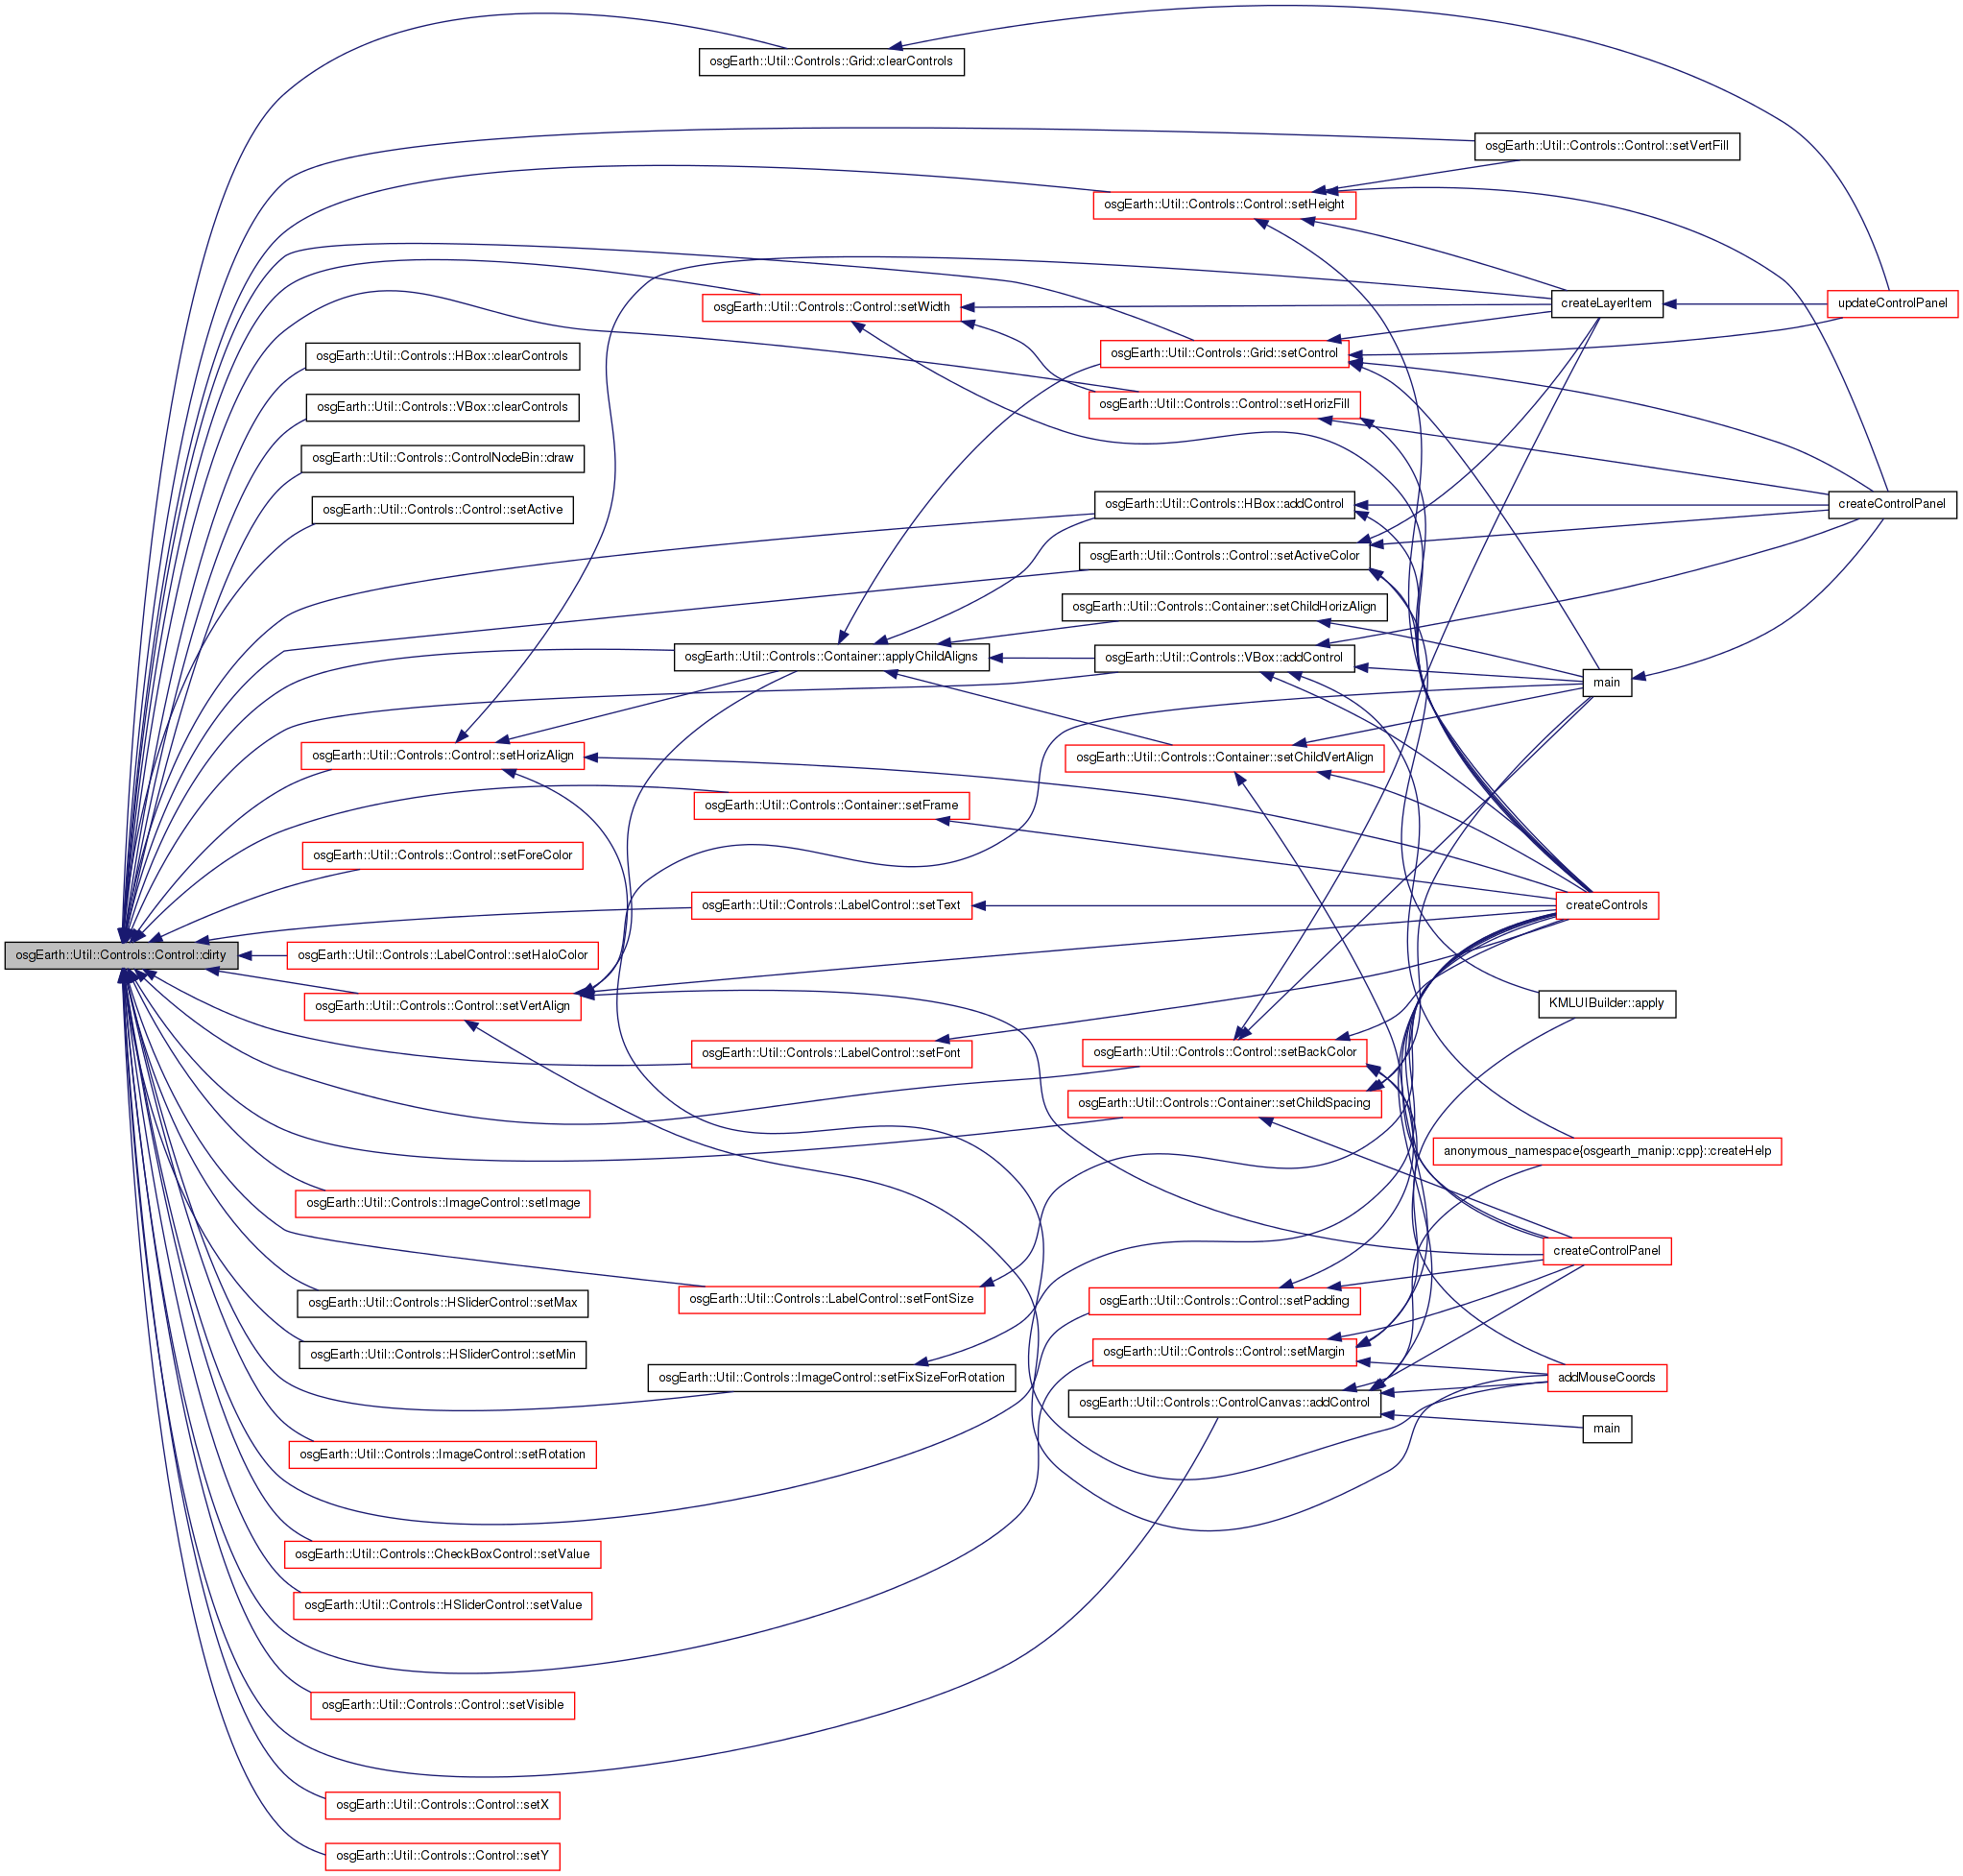 osgEarth::Util::Controls::Grid::clearControls
osgEarth::Util::Controls::Control::setVertFill
osgEarth::Util::Controls::Control::setHeight
createLayerItem
updateControlPanel
osgEarth::Util::Controls::Control::setWidth
osgEarth::Util::Controls::Grid::setControl
osgEarth::Util::Controls::HBox::clearControls
osgEarth::Util::Controls::Control::setHorizFill
osgEarth::Util::Controls::VBox::clearControls
osgEarth::Util::Controls::ControlNodeBin::draw
osgEarth::Util::Controls::HBox::addControl
createControlPanel
osgEarth::Util::Controls::Control::setActive
osgEarth::Util::Controls::Control::setActiveColor
osgEarth::Util::Controls::Container::setChildHorizAlign
osgEarth::Util::Controls::Container::applyChildAligns
osgEarth::Util::Controls::VBox::addControl
main
osgEarth::Util::Controls::Control::setHorizAlign
osgEarth::Util::Controls::Container::setChildVertAlign
osgEarth::Util::Controls::Container::setFrame
osgEarth::Util::Controls::Control::setForeColor
osgEarth::Util::Controls::LabelControl::setText
createControls
osgEarth::Util::Controls::Control::dirty
osgEarth::Util::Controls::LabelControl::setHaloColor
osgEarth::Util::Controls::Control::setVertAlign
KMLUIBuilder::apply
osgEarth::Util::Controls::LabelControl::setFont
osgEarth::Util::Controls::Control::setBackColor
osgEarth::Util::Controls::Container::setChildSpacing
anonymous_namespace{osgearth_manip::cpp}::createHelp
osgEarth::Util::Controls::ImageControl::setImage
createControlPanel
osgEarth::Util::Controls::HSliderControl::setMax
osgEarth::Util::Controls::LabelControl::setFontSize
osgEarth::Util::Controls::Control::setPadding
osgEarth::Util::Controls::HSliderControl::setMin
osgEarth::Util::Controls::Control::setMargin
osgEarth::Util::Controls::ImageControl::setFixSizeForRotation
addMouseCoords
osgEarth::Util::Controls::ControlCanvas::addControl
main
osgEarth::Util::Controls::ImageControl::setRotation
osgEarth::Util::Controls::CheckBoxControl::setValue
osgEarth::Util::Controls::HSliderControl::setValue
osgEarth::Util::Controls::Control::setVisible
osgEarth::Util::Controls::Control::setX
osgEarth::Util::Controls::Control::setY